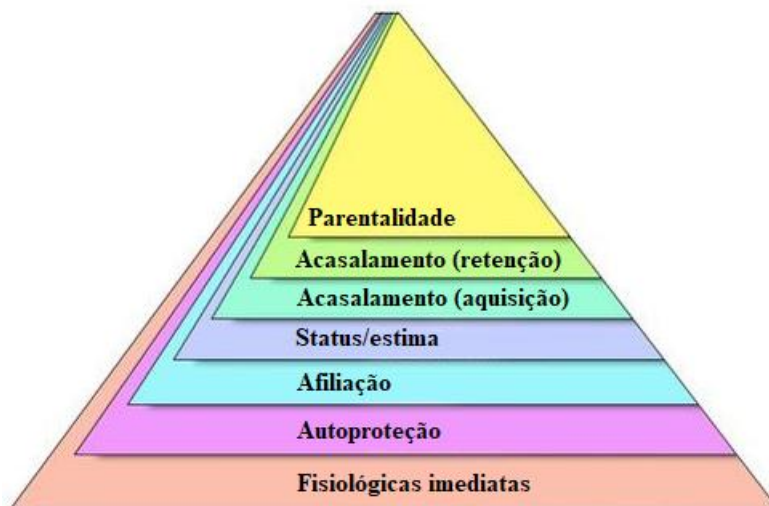 Parentalidade
Acasalamento (retenção)
Acasalamento (aquisição)
Status/estima
Afiliação
Autoproteção
Fisiológicas imediatas